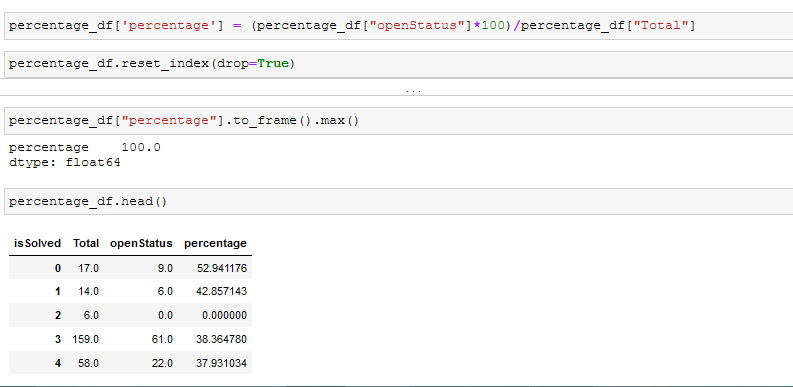 percentage_df['percentage'] = (percentage_df["openStatus"]*100)/percentage_df["Total"]
percentage_df.reset_index(drop=True)
...
percentage_df["percentage"].to_frame().max()
percentage    100.0
dtype: float64
percentage_df.head()
isSolved Total openStatus percentage
0 17.0 9.0 52.941176
1 14.0 6.0 42.857143
2 6.0 0.0 0.000000
3 159.0 61.0 38.364780
4 58.0 22.0 37.931034